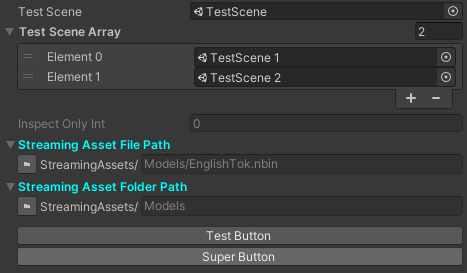 Test Scene TestScene
Test Scene Array 2
Element 0 TestScene 1
Element 1 TestScene 2
+ −
Inspect Only Int 0
Streaming Asset File Path
StreamingAssets/ Models/EnglishTok.nbin
Streaming Asset Folder Path
StreamingAssets/ Models
Test Button
Super Button